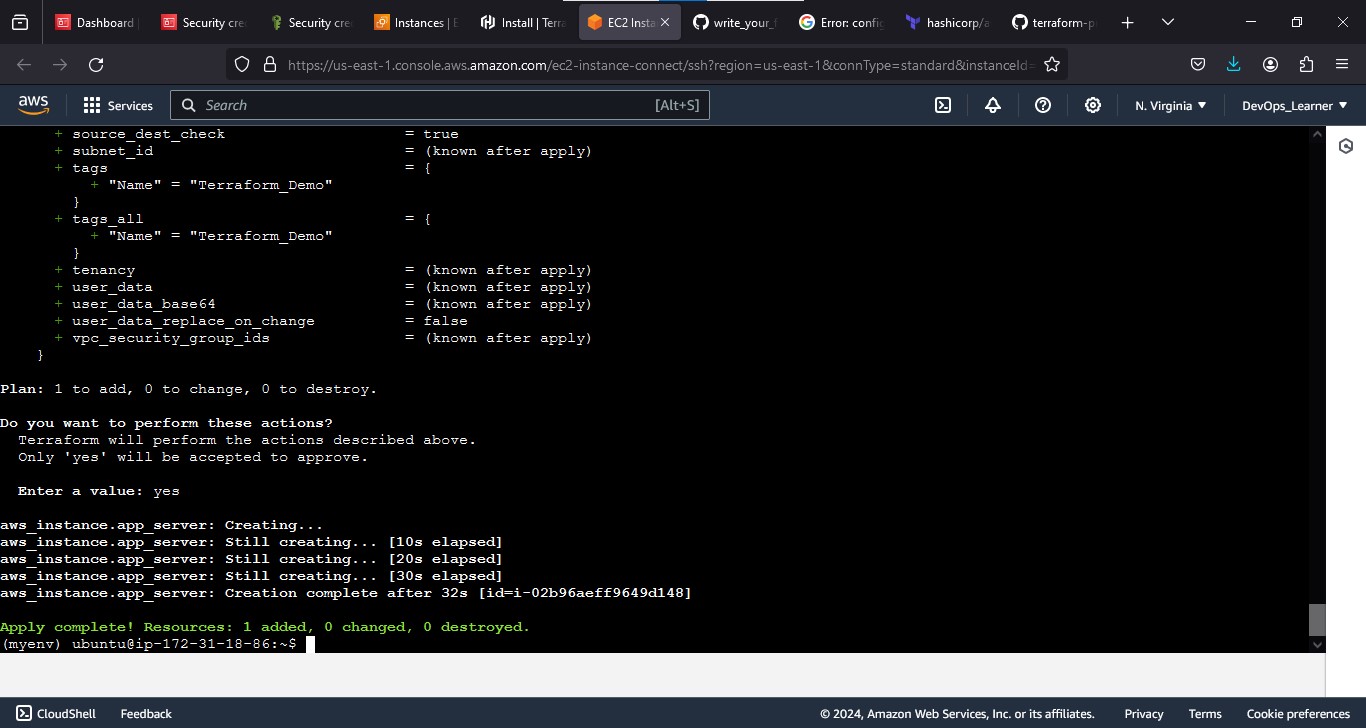 Dashboard
Security cre
Security cre
Instances | E
Install | Terra
EC2 Insta
write_your_f
Error: config
hashicorp/a
terraform-p
https://us-east-1.console.aws.amazon.com/ec2-instance-connect/ssh?region=us-east-1&connType=standard&instanceId=
aws
Services
Search
[Alt+S]
N. Virginia
DevOps_Learner
+ source_dest_check = true
+ subnet_id = (known after apply)
+ tags = {
+ "Name" = "Terraform_Demo"
}
+ tags_all = {
+ "Name" = "Terraform_Demo"
}
+ tenancy = (known after apply)
+ user_data = (known after apply)
+ user_data_base64 = (known after apply)
+ user_data_replace_on_change = false
+ vpc_security_group_ids = (known after apply)
}
Plan: 1 to add, 0 to change, 0 to destroy.
Do you want to perform these actions?
Terraform will perform the actions described above.
Only 'yes' will be accepted to approve.
Enter a value: yes
aws_instance.app_server: Creating...
aws_instance.app_server: Still creating... [10s elapsed]
aws_instance.app_server: Still creating... [20s elapsed]
aws_instance.app_server: Still creating... [30s elapsed]
aws_instance.app_server: Creation complete after 32s [id=i-02b96aeff9649d148]
Apply complete! Resources: 1 added, 0 changed, 0 destroyed.
(myenv) ubuntu@ip-172-31-18-86:~$
CloudShell
Feedback
© 2024, Amazon Web Services, Inc. or its affiliates.
Privacy
Terms
Cookie preferences